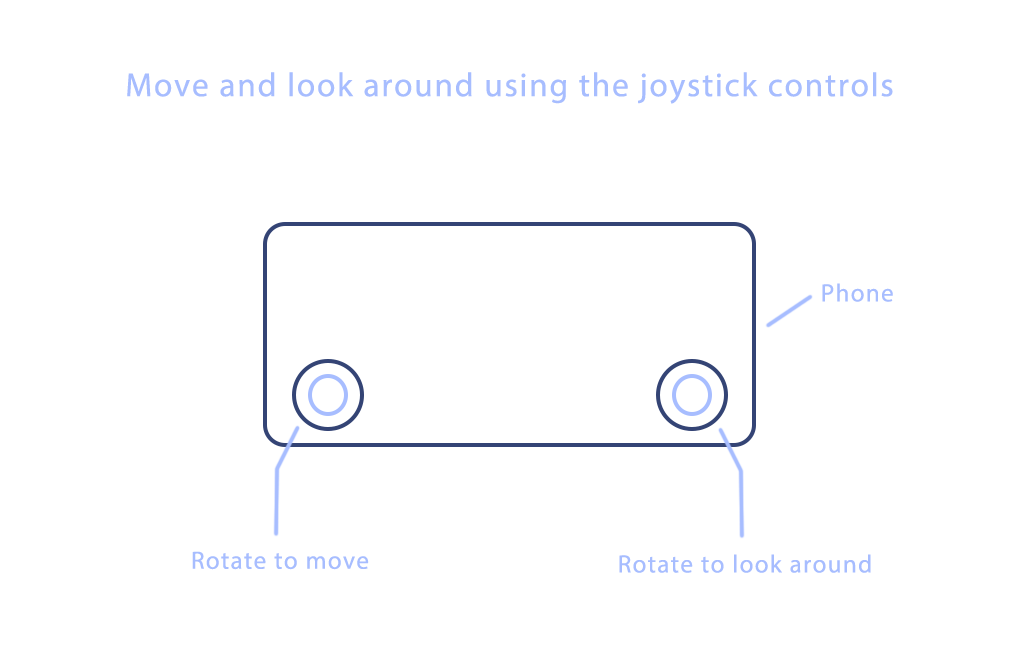 Move and look around using the joystick controls
Phone
Rotate to move
Rotate to look around